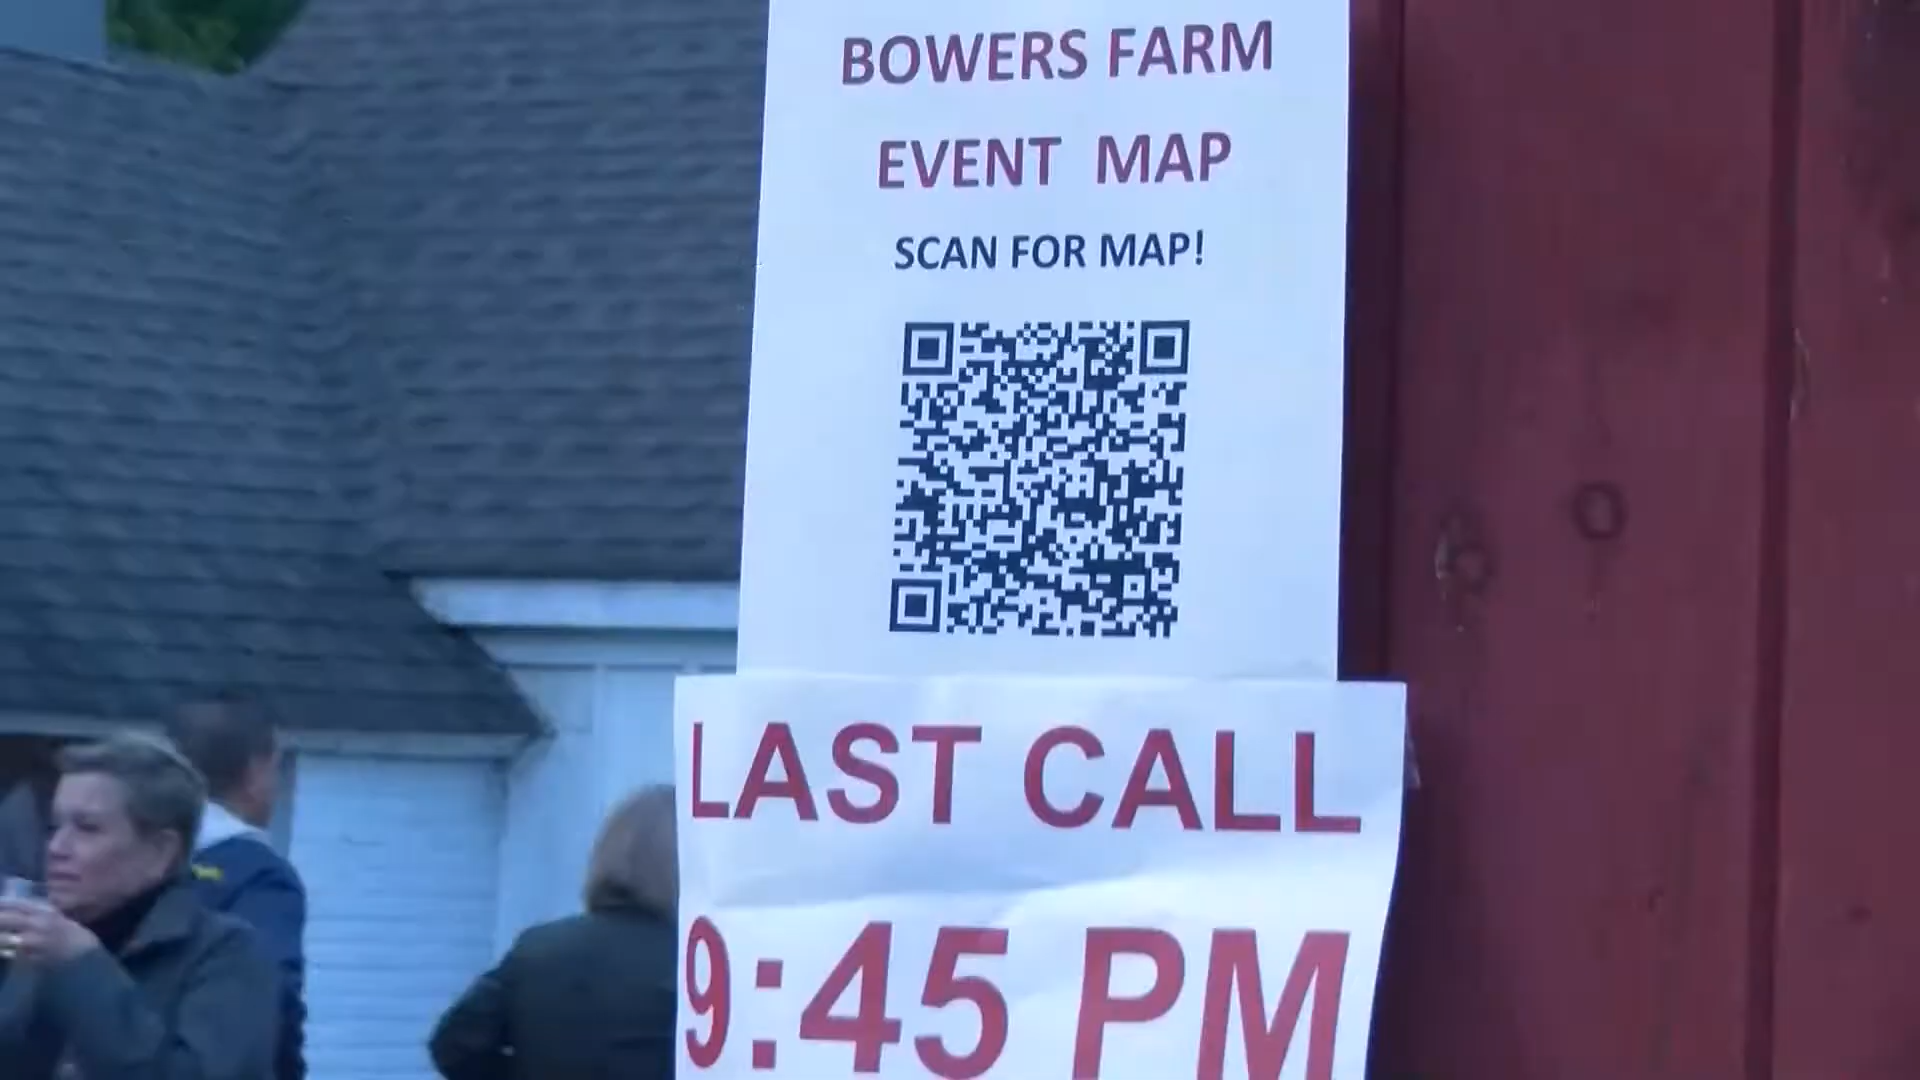 BOWERS FARM
EVENT MAP
SCAN FOR MAP!
LAST CALL
9:45 PM